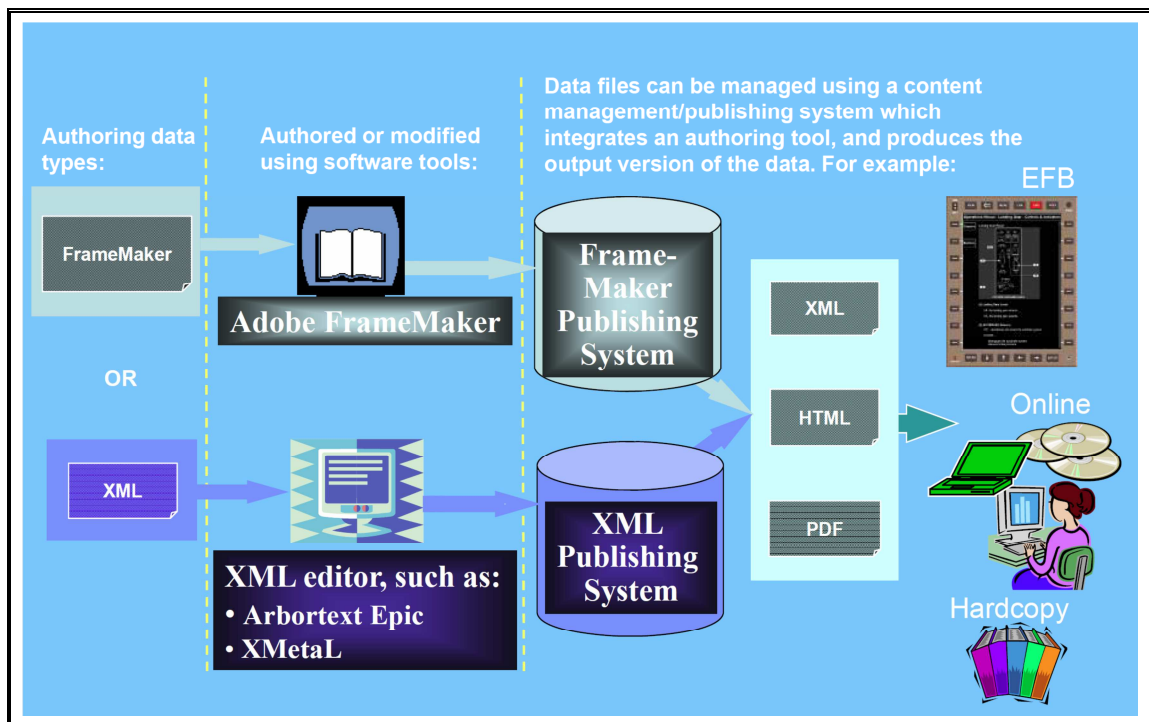 Authoring data
types:
Authored or modified
using software tools:
Data files can be managed using a content
management/publishing system which
integrates an authoring tool, and produces the
output version of the data. For example:
FrameMaker
Adobe FrameMaker
Frame-
Maker
Publishing
System
OR
XML
XML editor, such as:
• Arbortext Epic
• XMetaL
XML
Publishing
System
XML
HTML
PDF
EFB
Online
Hardcopy